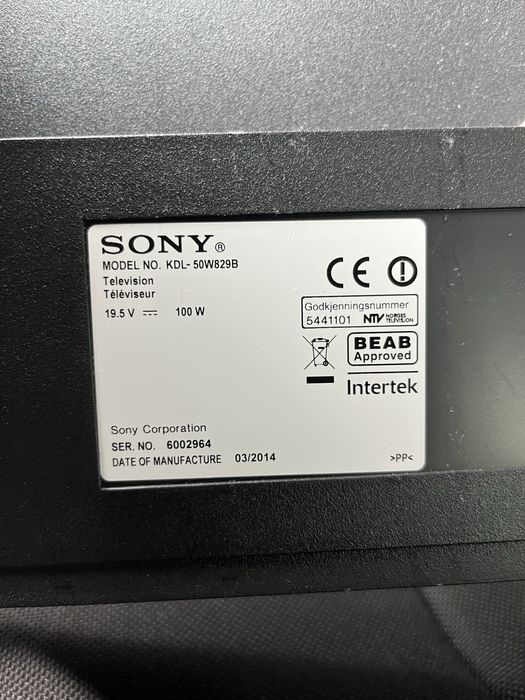 SONY®
MODEL NO. KDL-50W829B
Television
Téléviseur
19.5 V ⎓ 100 W
CE
Godkjenningsnummer
5441101 NTV NORGES TELEVISION
BEAB
Approved
Intertek
Sony Corporation
SER. NO. 6002964
DATE OF MANUFACTURE 03/2014
>PP<